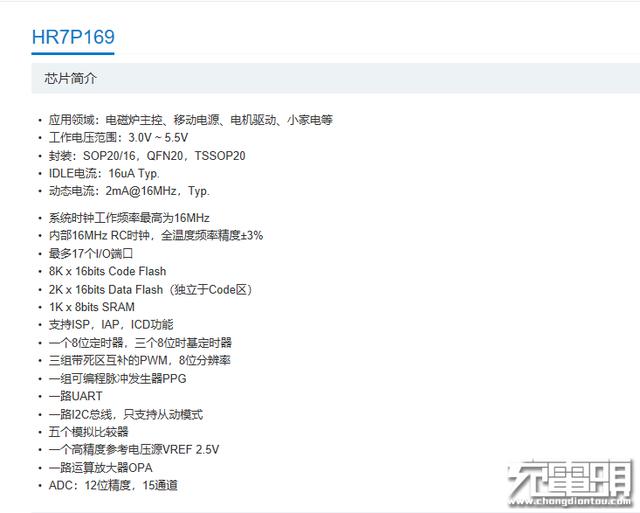 HR7P169
芯片简介
• 应用领域：电磁炉主控、移动电源、电机驱动、小家电等
• 工作电压范围：3.0V ~ 5.5V
• 封装：SOP20/16，QFN20，TSSOP20
• IDLE电流：16uA Typ.
• 动态电流：2mA@16MHz，Typ.
• 系统时钟工作频率最高为16MHz
• 内部16MHz RC时钟，全温度频率精度±3%
• 最多17个I/O端口
• 8K x 16bits Code Flash
• 2K x 16bits Data Flash（独立于Code区）
• 1K x 8bits SRAM
• 支持ISP，IAP，ICD功能
• 一个8位定时器，三个8位时基定时器
• 三组带死区互补的PWM，8位分辨率
• 一组可编程脉冲发生器PPG
• 一路UART
• 一路I2C总线，只支持从动模式
• 五个模拟比较器
• 一个高精度参考电压源VREF 2.5V
• 一路运算放大器OPA
• ADC：12位精度，15通道
充電明
www.chongdiantou.com